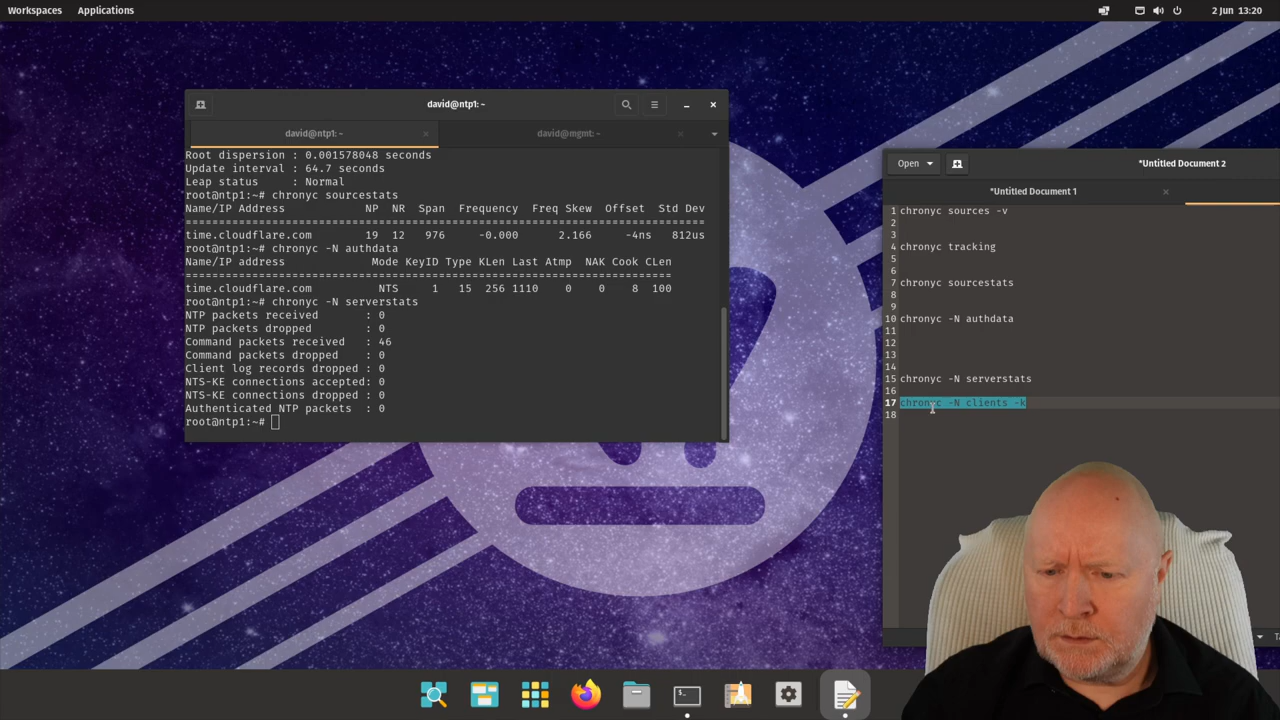 Workspaces Applications 2 Jun 13:20
david@ntp1: ~
david@ntp1: ~ × david@mgmt: ~ ×
Root dispersion : 0.001578048 seconds
Update interval : 64.7 seconds
Leap status : Normal
root@ntp1:~# chronyc sourcestats
Name/IP Address NP NR Span Frequency Freq Skew Offset Std Dev
==============================================================================
time.cloudflare.com 19 12 976 -0.000 2.166 -4ns 812us
root@ntp1:~# chronyc -N authdata
Name/IP address Mode KeyID Type KLen Last Atmp NAK Cook CLen
=========================================================================
time.cloudflare.com NTS 1 15 256 1110 0 0 8 100
root@ntp1:~# chronyc -N serverstats
NTP packets received : 0
NTP packets dropped : 0
Command packets received : 46
Command packets dropped : 0
Client log records dropped : 0
NTS-KE connections accepted: 0
NTS-KE connections dropped : 0
Authenticated NTP packets : 0
root@ntp1:~#
Open *Untitled Document 2
*Untitled Document 1 ×
1 chronyc sources -v
2
3
4 chronyc tracking
5
6
7 chronyc sourcestats
8
9
10 chronyc -N authdata
11
12
13
14
15 chronyc -N serverstats
16
17 chronyc -N clients -k
18